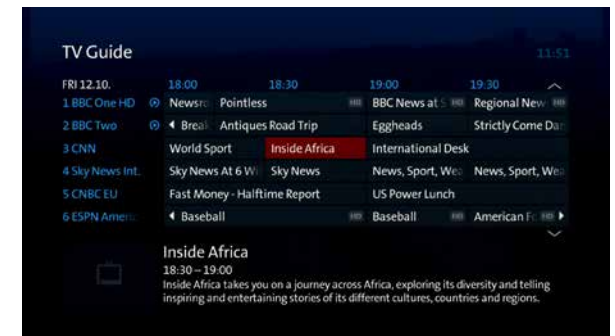 TV Guide 11:51
FRI 12.10. 18:00 18:30 19:00 19:30
1 BBC One HD Newsro Pointless HD BBC News at S HD Regional New HD
2 BBC Two Break Antiques Road Trip Eggheads Strictly Come Dan
3 CNN World Sport Inside Africa International Desk
4 Sky News Int. Sky News At 6 Wi Sky News News, Sport, Wea News, Sport, Wea
5 CNBC EU Fast Money - Halftime Report US Power Lunch
6 ESPN Americ Baseball HD Baseball HD American Fo HD
Inside Africa
18:30 – 19:00
Inside Africa takes you on a journey across Africa, exploring its diversity and telling
inspiring and entertaining stories of its different cultures, countries and regions.